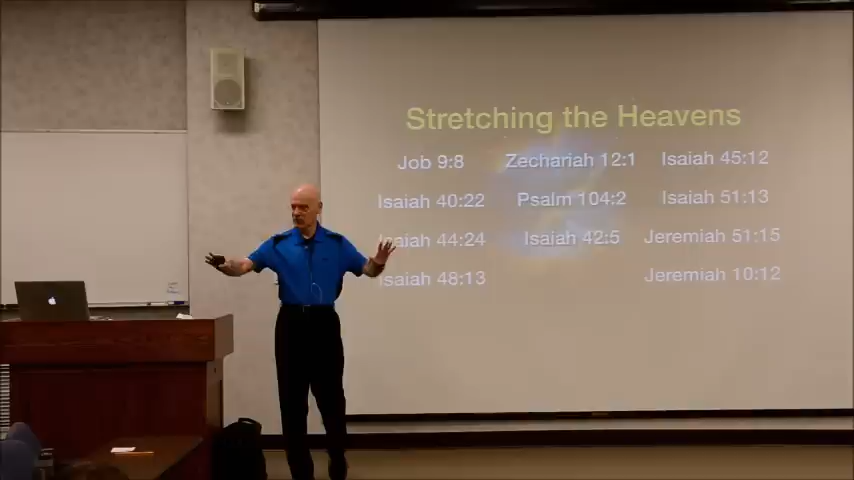 Stretching the Heavens
Job 9:8 Zechariah 12:1 Isaiah 45:12
Isaiah 40:22 Psalm 104:2 Isaiah 51:13
Isaiah 44:24 Isaiah 42:5 Jeremiah 51:15
Isaiah 48:13 Jeremiah 10:12